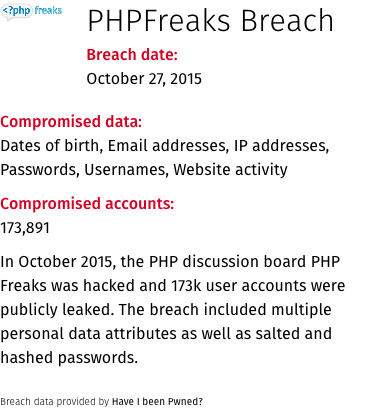 <?php freaks
PHPFreaks Breach
Breach date:
October 27, 2015
Compromised data:
Dates of birth, Email addresses, IP addresses,
Passwords, Usernames, Website activity
Compromised accounts:
173,891
In October 2015, the PHP discussion board PHP
Freaks was hacked and 173k user accounts were
publicly leaked. The breach included multiple
personal data attributes as well as salted and
hashed passwords.
Breach data provided by Have I been Pwned?